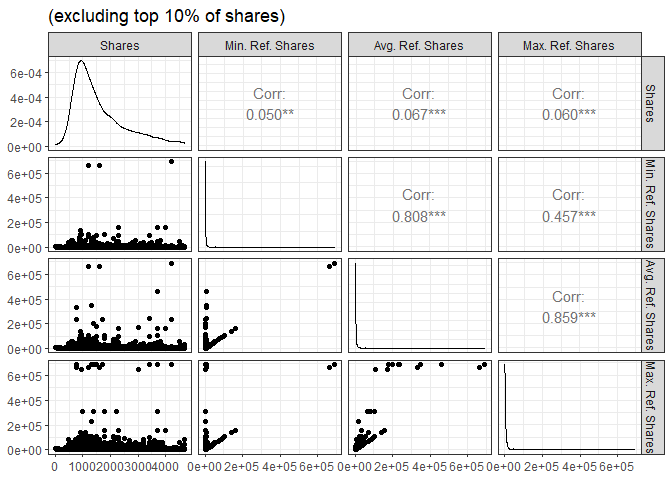 (excluding top 10% of shares)
Shares
Min. Ref. Shares
Avg. Ref. Shares
Max. Ref. Shares
6e-04
4e-04
2e-04
0e+00
Corr:
0.050**
Corr:
0.067***
Corr:
0.060***
Shares
6e+05
4e+05
2e+05
0e+00
Corr:
0.808***
Corr:
0.457***
Min. Ref. Shares
6e+05
4e+05
2e+05
0e+00
Corr:
0.859***
Avg. Ref. Shares
6e+05
4e+05
2e+05
0e+00
Max. Ref. Shares
0 1000 2000 3000 4000 0e+00 2e+05 4e+05 6e+05 0e+00 2e+05 4e+05 6e+05 0e+00 2e+05 4e+05 6e+05